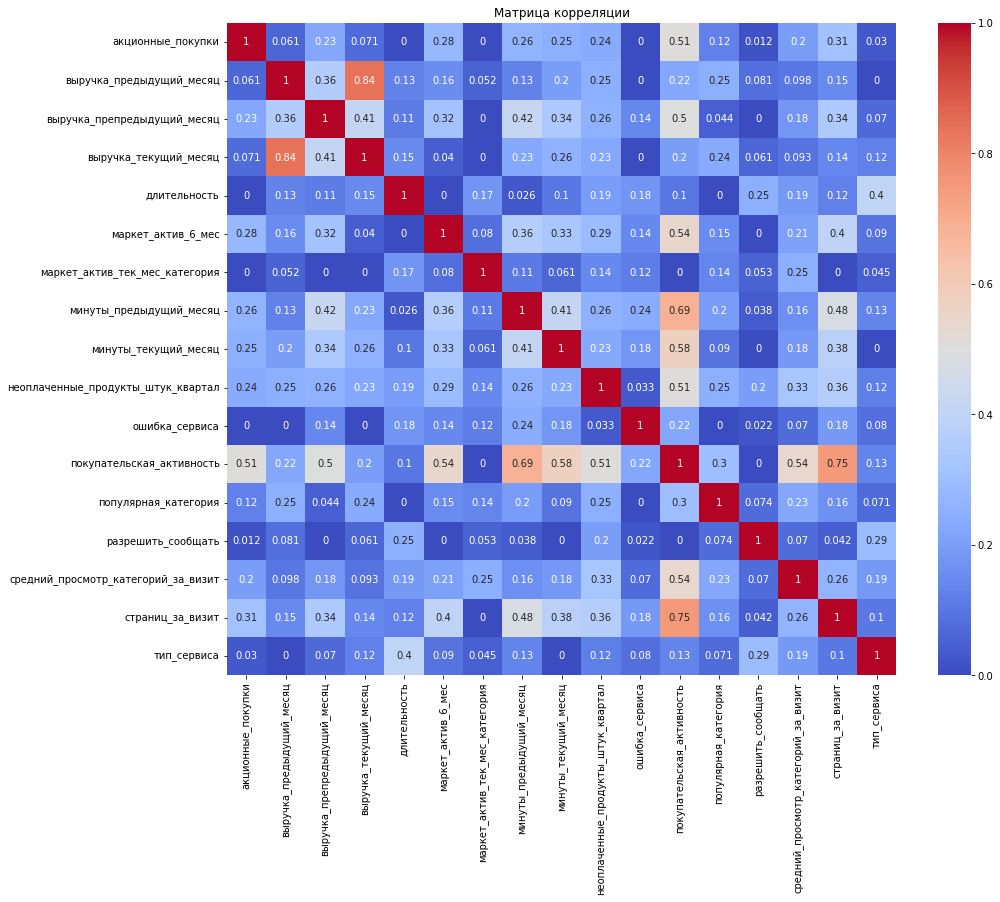 Матрица корреляции
акционные_покупки 1 0.061 0.23 0.071 0 0.28 0 0.26 0.25 0.24 0 0.51 0.12 0.012 0.2 0.31 0.03
выручка_предыдущий_месяц 0.061 1 0.36 0.84 0.13 0.16 0.052 0.13 0.2 0.25 0 0.22 0.25 0.081 0.098 0.15 0
выручка_препредыдущий_месяц 0.23 0.36 1 0.41 0.11 0.32 0 0.42 0.34 0.26 0.14 0.5 0.044 0 0.18 0.34 0.07
выручка_текущий_месяц 0.071 0.84 0.41 1 0.15 0.04 0 0.23 0.26 0.23 0 0.2 0.24 0.061 0.093 0.14 0.12
длительность 0 0.13 0.11 0.15 1 0 0.17 0.026 0.1 0.19 0.18 0.1 0 0.25 0.19 0.12 0.4
маркет_актив_6_мес 0.28 0.16 0.32 0.04 0 1 0.08 0.36 0.33 0.29 0.14 0.54 0.15 0 0.21 0.4 0.09
маркет_актив_тек_мес_категория 0 0.052 0 0 0.17 0.08 1 0.11 0.061 0.14 0.12 0 0.14 0.053 0.25 0 0.045
минуты_предыдущий_месяц 0.26 0.13 0.42 0.23 0.026 0.36 0.11 1 0.41 0.26 0.24 0.69 0.2 0.038 0.16 0.48 0.13
минуты_текущий_месяц 0.25 0.2 0.34 0.26 0.1 0.33 0.061 0.41 1 0.23 0.18 0.58 0.09 0 0.18 0.38 0
неоплаченные_продукты_штук_квартал 0.24 0.25 0.26 0.23 0.19 0.29 0.14 0.26 0.23 1 0.033 0.51 0.25 0.2 0.33 0.36 0.12
ошибка_сервиса 0 0 0.14 0 0.18 0.14 0.12 0.24 0.18 0.033 1 0.22 0 0.022 0.07 0.18 0.08
покупательская_активность 0.51 0.22 0.5 0.2 0.1 0.54 0 0.69 0.58 0.51 0.22 1 0.3 0 0.54 0.75 0.13
популярная_категория 0.12 0.25 0.044 0.24 0 0.15 0.14 0.2 0.09 0.25 0 0.3 1 0.074 0.23 0.16 0.071
разрешить_сообщать 0.012 0.081 0 0.061 0.25 0 0.053 0.038 0 0.2 0.022 0 0.074 1 0.07 0.042 0.29
средний_просмотр_категорий_за_визит 0.2 0.098 0.18 0.093 0.19 0.21 0.25 0.16 0.18 0.33 0.07 0.54 0.23 0.07 1 0.26 0.19
страниц_за_визит 0.31 0.15 0.34 0.14 0.12 0.4 0 0.48 0.38 0.36 0.18 0.75 0.16 0.042 0.26 1 0.1
тип_сервиса 0.03 0 0.07 0.12 0.4 0.09 0.045 0.13 0 0.12 0.08 0.13 0.071 0.29 0.19 0.1 1
акционные_покупки
выручка_предыдущий_месяц
выручка_препредыдущий_месяц
выручка_текущий_месяц
длительность
маркет_актив_6_мес
маркет_актив_тек_мес_категория
минуты_предыдущий_месяц
минуты_текущий_месяц
неоплаченные_продукты_штук_квартал
ошибка_сервиса
покупательская_активность
популярная_категория
разрешить_сообщать
средний_просмотр_категорий_за_визит
страниц_за_визит
тип_сервиса
1.0
0.8
0.6
0.4
0.2
0.0